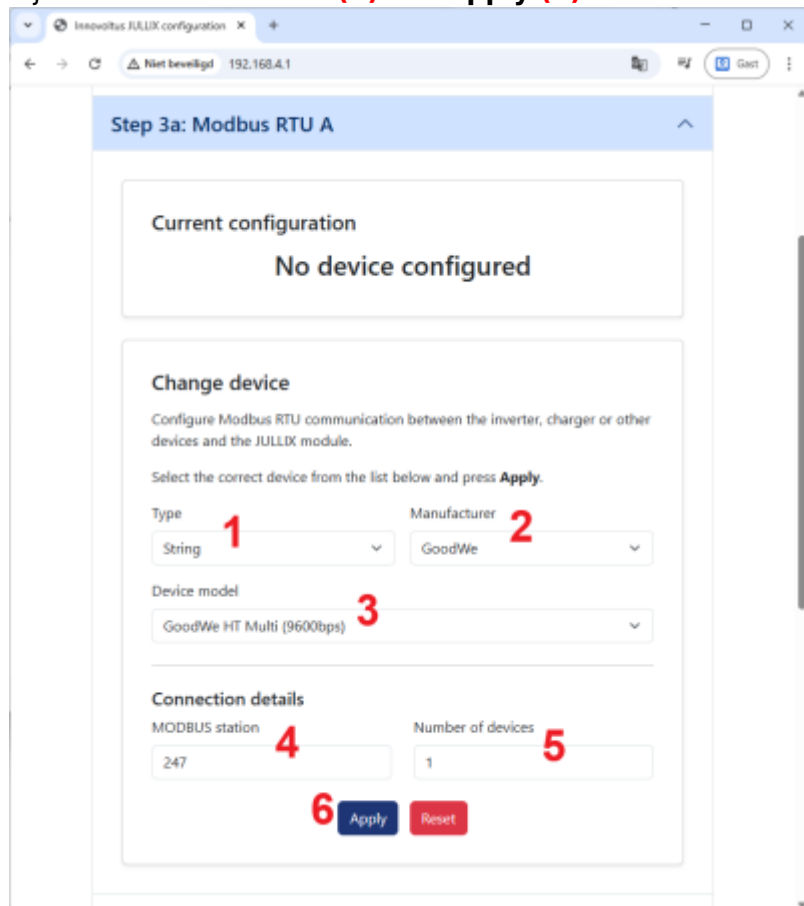 Innovoltus JULLIX configuration
Niet beveiligd 192.168.4.1 Gast
Step 3a: Modbus RTU A
Current configuration
No device configured
Change device
Configure Modbus RTU communication between the inverter, charger or other
devices and the JULLIX module.
Select the correct device from the list below and press Apply.
Type 1 Manufacturer 2
String GoodWe
Device model 3
GoodWe HT Multi (9600bps)
Connection details
MODBUS station 4 Number of devices 5
247 1
6 Apply Reset